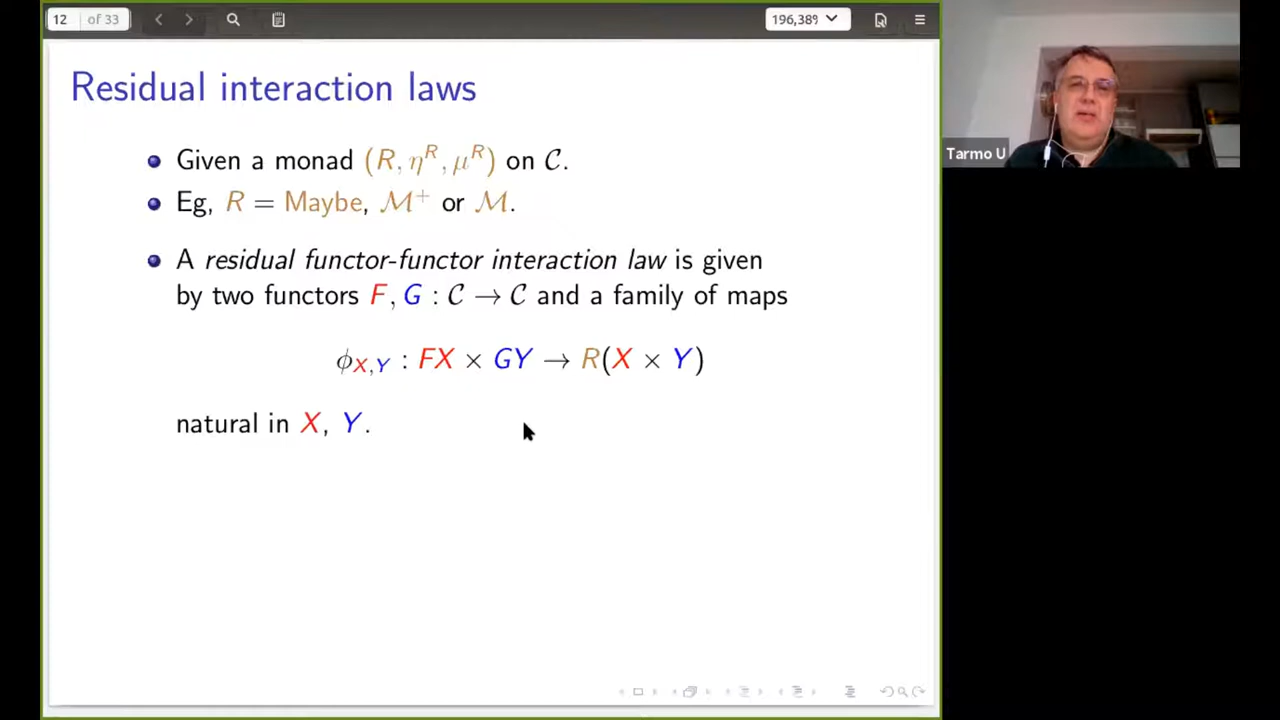 12 of 33
196,38%
Residual interaction laws
Given a monad (R, η^R, μ^R) on 𝒞.
Eg, R = Maybe, ℳ⁺ or ℳ.
A residual functor-functor interaction law is given
by two functors F, G : 𝒞 → 𝒞 and a family of maps
ϕ_{X,Y} : FX × GY → R(X × Y)
natural in X, Y.
Tarmo U